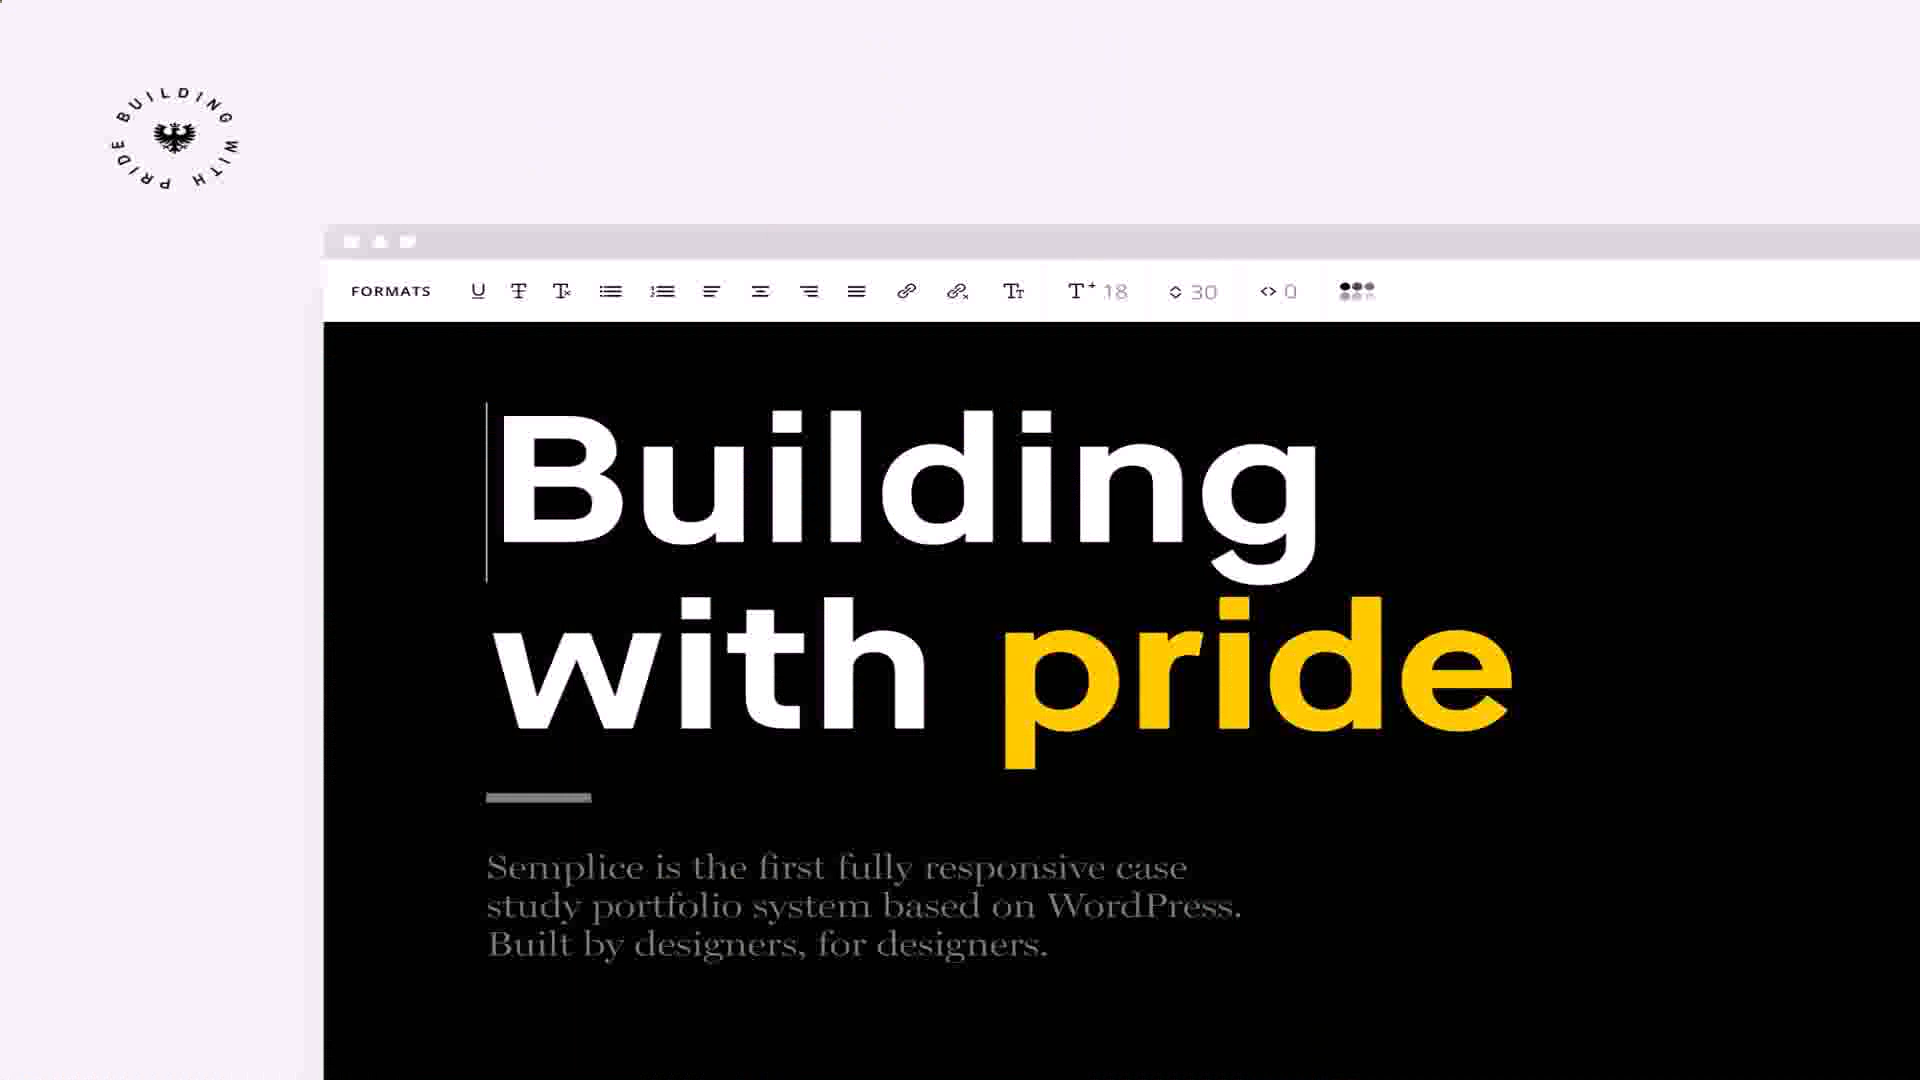 BUILDING WITH PRIDE
FORMATS T+ 18 30 0
Building
with pride
Semplice is the first fully responsive case
study portfolio system based on WordPress.
Built by designers, for designers.